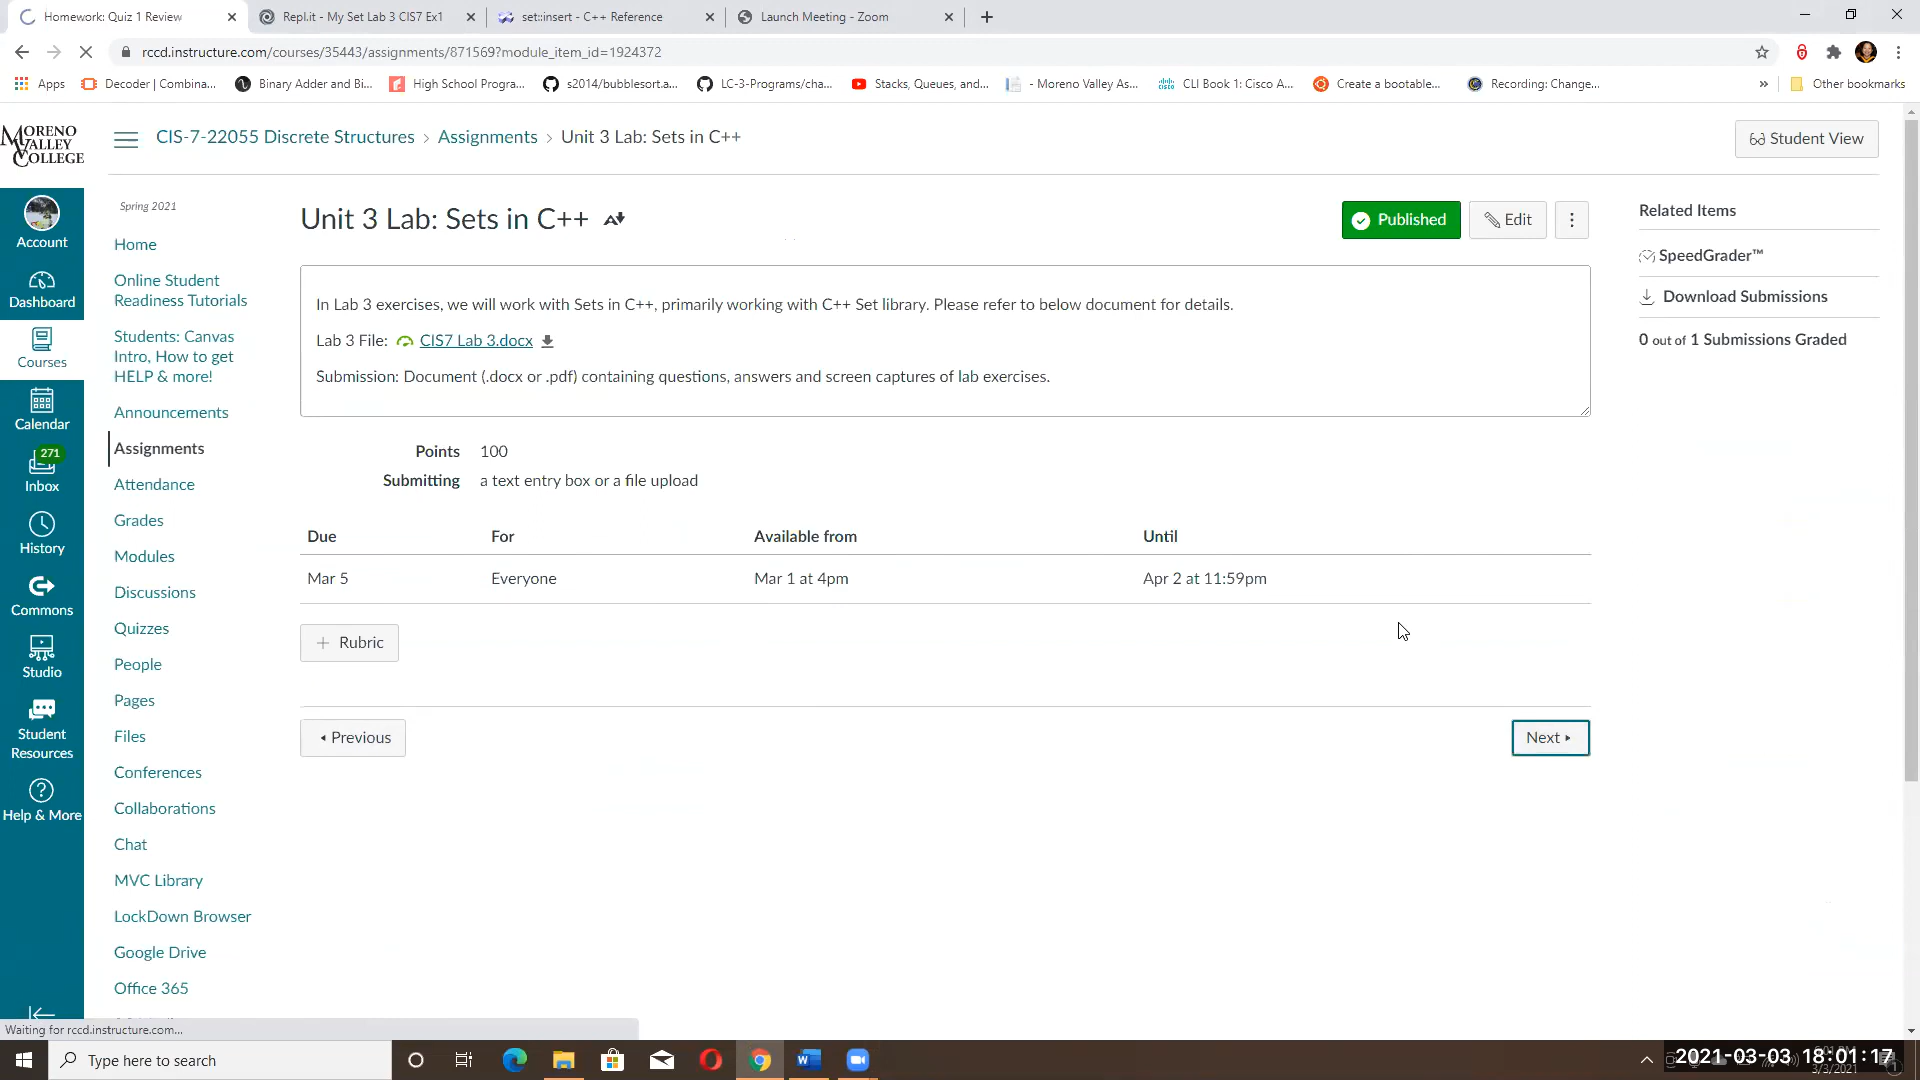 Homework: Quiz 1 Review
Repl.it - My Set Lab 3 CIS7 Ex1
set::insert - C++ Reference
Launch Meeting - Zoom
rccd.instructure.com/courses/35443/assignments/871569?module_item_id=1924372
Apps
Decoder | Combina...
Binary Adder and Bi...
High School Progra...
s2014/bubblesort.a...
LC-3-Programs/cha...
Stacks, Queues, and...
- Moreno Valley As...
CLI Book 1: Cisco A...
Create a bootable...
Recording: Change...
»
Other bookmarks
MORENO
VALLEY
COLLEGE
CIS-7-22055 Discrete Structures › Assignments › Unit 3 Lab: Sets in C++
Student View
Account
Dashboard
Courses
Calendar
271
Inbox
History
Commons
Studio
Student
Resources
Help & More
Spring 2021
Home
Online Student
Readiness Tutorials
Students: Canvas
Intro, How to get
HELP & more!
Announcements
Assignments
Attendance
Grades
Modules
Discussions
Quizzes
People
Pages
Files
Conferences
Collaborations
Chat
MVC Library
LockDown Browser
Google Drive
Office 365
Unit 3 Lab: Sets in C++
Published
Edit
In Lab 3 exercises, we will work with Sets in C++, primarily working with C++ Set library. Please refer to below document for details.
Lab 3 File: CIS7 Lab 3.docx
Submission: Document (.docx or .pdf) containing questions, answers and screen captures of lab exercises.
Points 100
Submitting a text entry box or a file upload
Due For Available from Until
Mar 5 Everyone Mar 1 at 4pm Apr 2 at 11:59pm
+ Rubric
Previous
Next
Related Items
SpeedGrader™
Download Submissions
0 out of 1 Submissions Graded
Waiting for rccd.instructure.com...
Type here to search
2021-03-03 18:01:17
3/3/2021